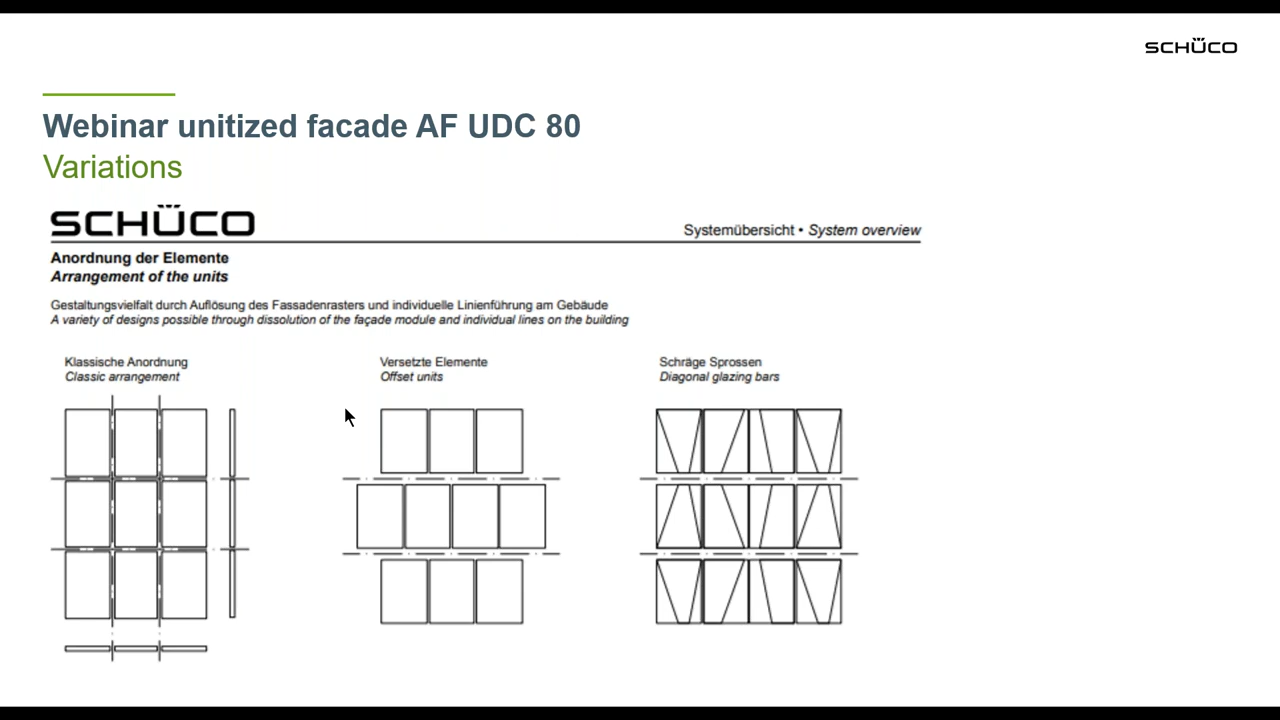 SCHÜCO
Webinar unitized facade AF UDC 80
Variations
SCHÜCO
Systemübersicht • System overview
Anordnung der Elemente
Arrangement of the units
Gestaltungsvielfalt durch Auflösung des Fassadenrasters und individuelle Linienführung am Gebäude
A variety of designs possible through dissolution of the façade module and individual lines on the building
Klassische Anordnung
Classic arrangement
Versetzte Elemente
Offset units
Schräge Sprossen
Diagonal glazing bars